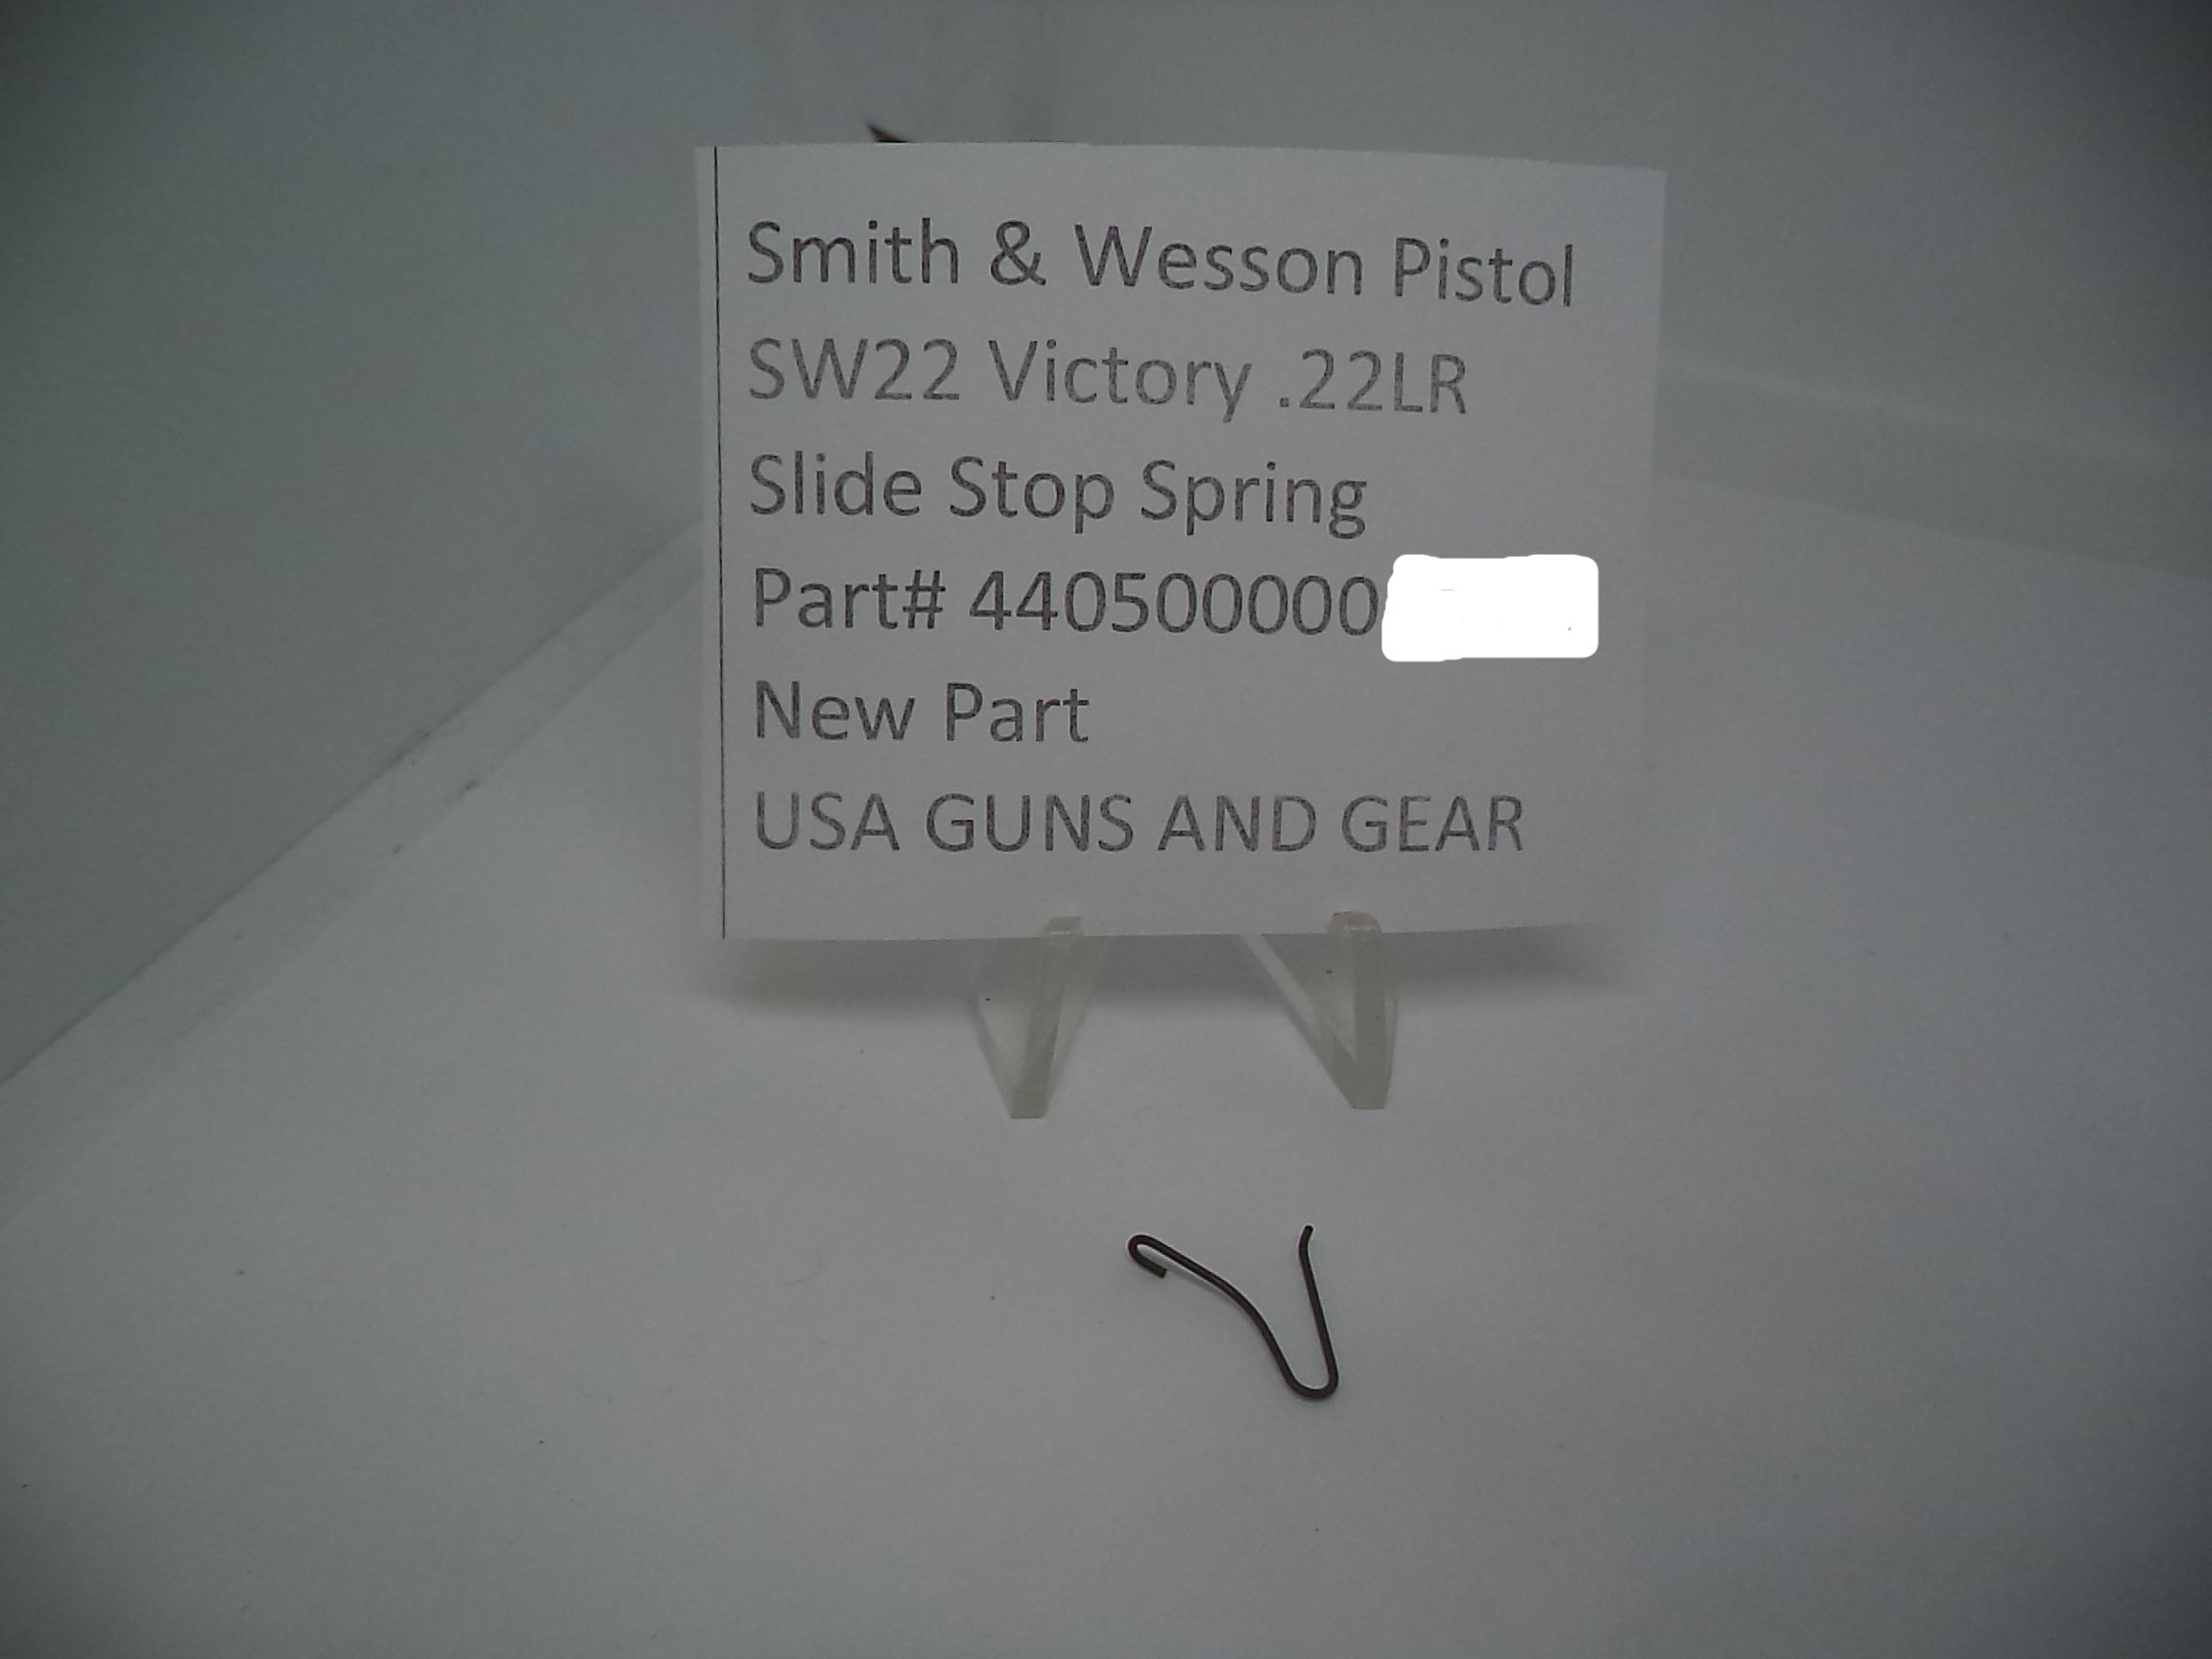 Smith & Wesson Pistol
SW22 Victory .22LR
Slide Stop Spring
Part# 440500000
New Part
USA GUNS AND GEAR